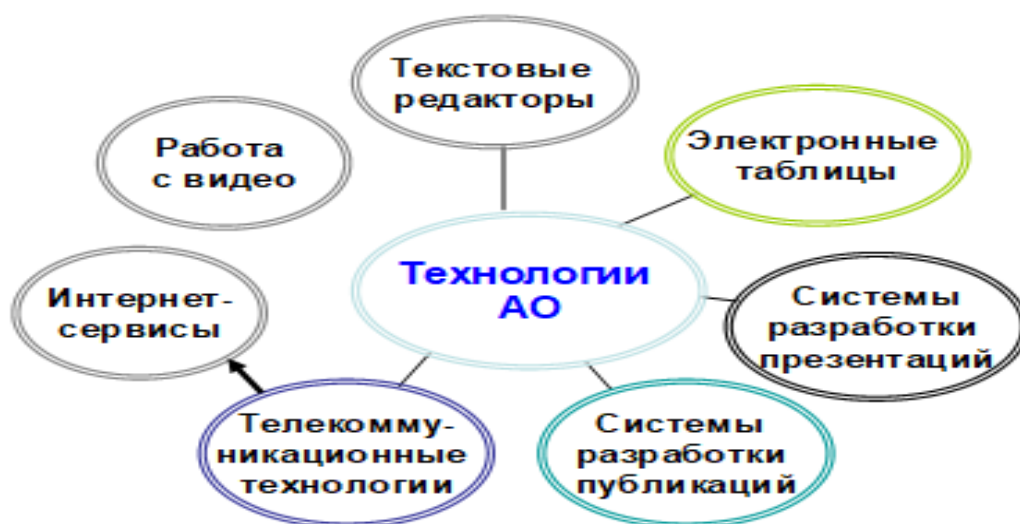 Текстовые
редакторы
Работа
с видео
Электронные
таблицы
Технологии
АО
Интернет-
сервисы
Системы
разработки
презентаций
Телекомму-
никационные
технологии
Системы
разработки
публикаций